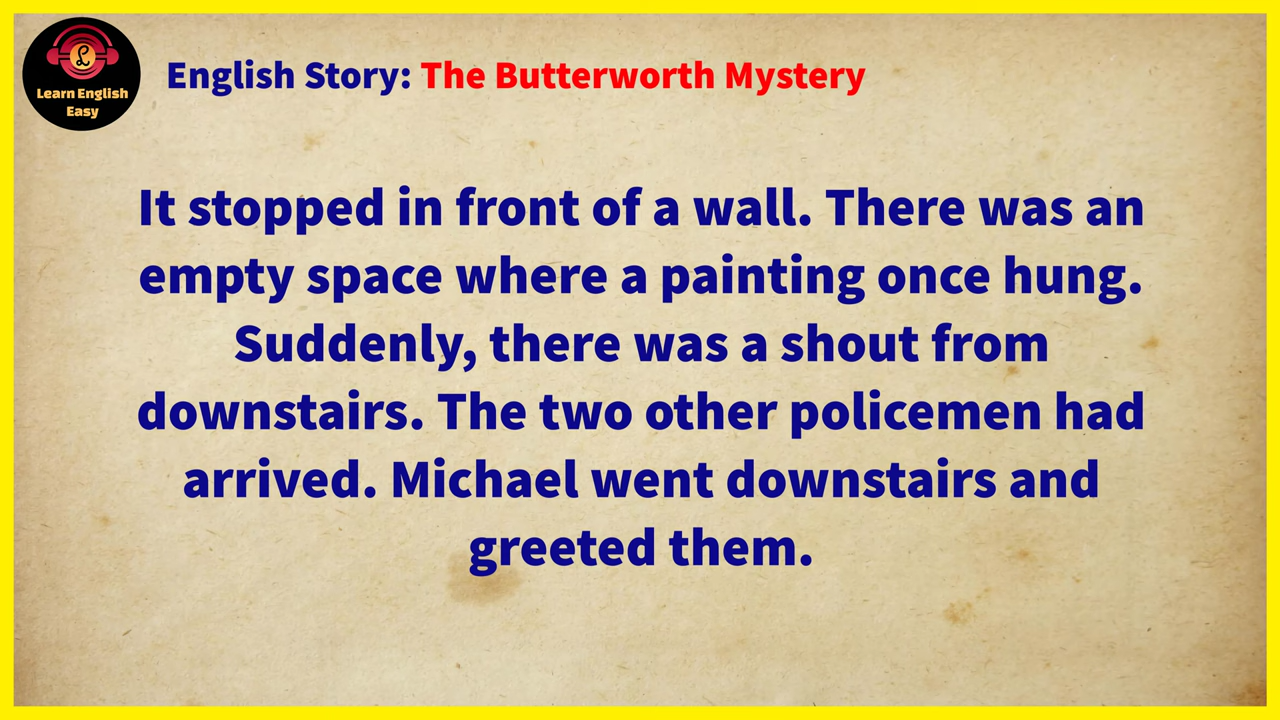 Learn English
Easy
English Story: The Butterworth Mystery
It stopped in front of a wall. There was an
empty space where a painting once hung.
Suddenly, there was a shout from
downstairs. The two other policemen had
arrived. Michael went downstairs and
greeted them.